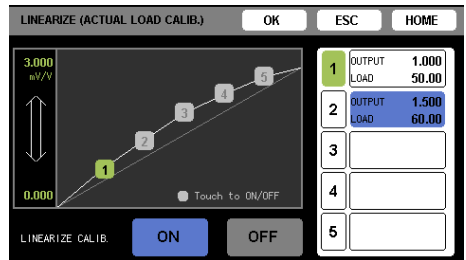 LINEARIZE (ACTUAL LOAD CALIB.)
OK
ESC
HOME
3.000
mV/V
0.000
1
2
3
4
5
Touch to ON/OFF
LINEARIZE CALIB.
ON
OFF
1
OUTPUT 1.000
LOAD 50.00
2
OUTPUT 1.500
LOAD 60.00
3
4
5